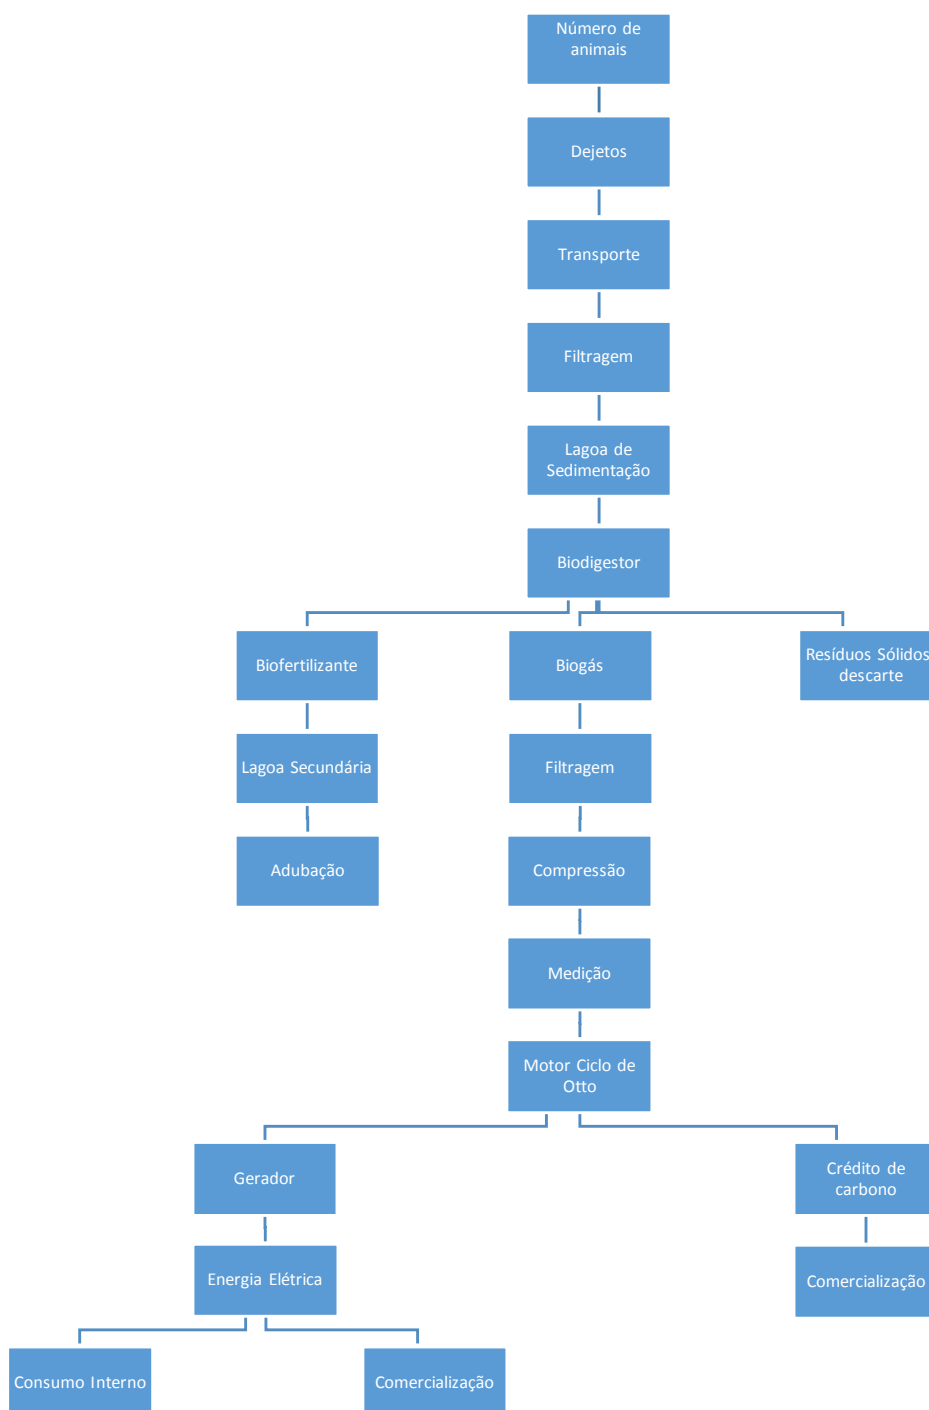 Número de
animais
Dejetos
Transporte
Filtragem
Lagoa de
Sedimentação
Biodigestor
Biofertilizante
Biogás
Resíduos Sólidos
descarte
Lagoa Secundária
Filtragem
Adubação
Compressão
Medição
Motor Ciclo de
Otto
Gerador
Crédito de
carbono
Energia Elétrica
Comercialização
Consumo Interno
Comercialização